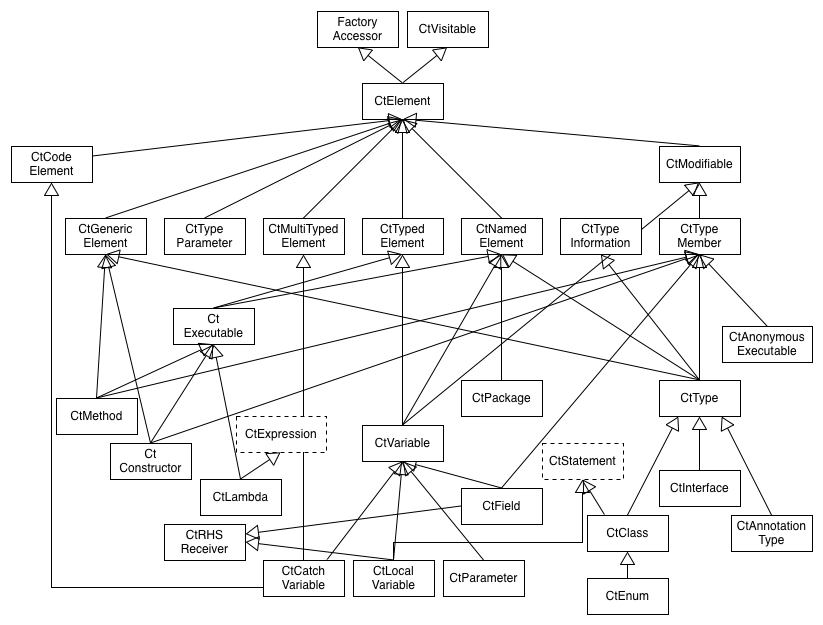 Factory
Accessor
CtVisitable
CtElement
CtCode
Element
CtModifiable
CtGeneric
Element
CtType
Parameter
CtMultiTyped
Element
CtTyped
Element
CtNamed
Element
CtType
Information
CtType
Member
Ct
Executable
CtAnonymous
Executable
CtMethod
CtPackage
CtType
CtExpression
CtVariable
Ct
Constructor
CtStatement
CtLambda
CtField
CtInterface
CtRHS
Receiver
CtClass
CtAnnotation
Type
CtCatch
Variable
CtLocal
Variable
CtParameter
CtEnum